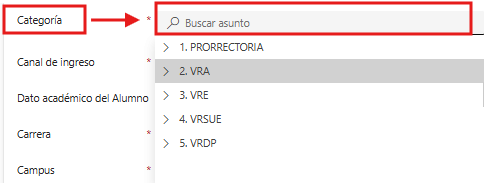 Categoría * Buscar asunto
1. PRORRECTORIA
Canal de ingreso *
2. VRA
Dato académico del Alumno
3. VRE
Carrera *
4. VRSUE
5. VRDP
Campus *